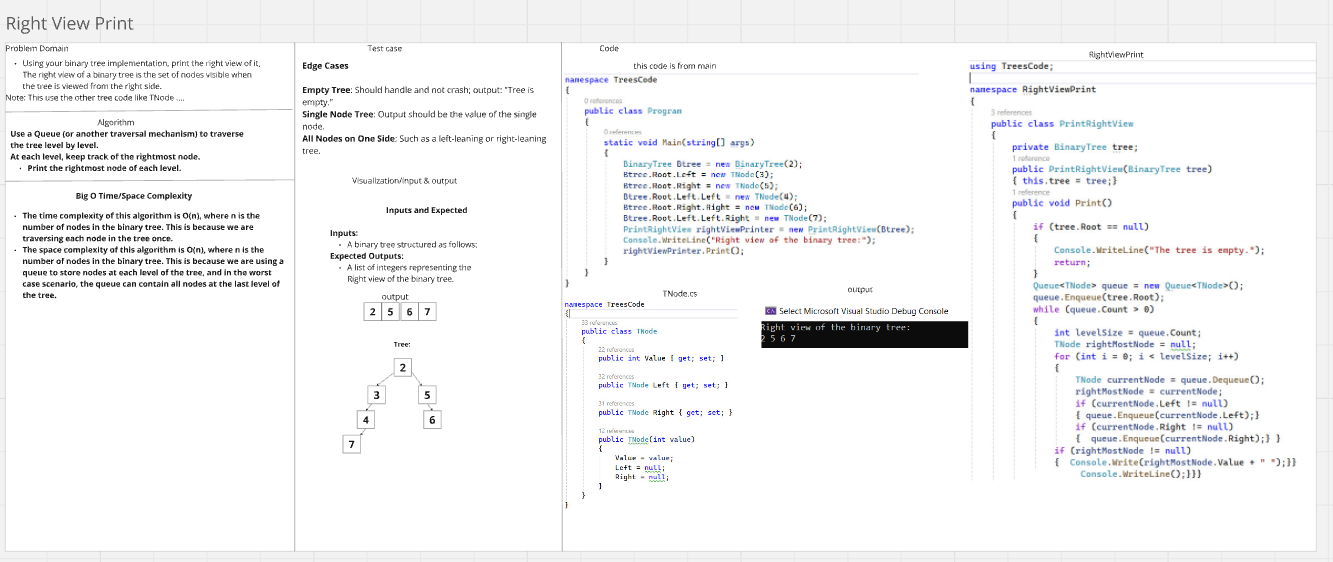 Right View Print
Problem Domain
• Using your binary tree implementation, print the right view of it,
The right view of a binary tree is the set of nodes visible when
the tree is viewed from the right side.
Note: This use the other tree code like TNode ....
Algorithm
Use a Queue (or another traversal mechanism) to traverse
the tree level by level.
At each level, keep track of the rightmost node.
• Print the rightmost node of each level.
Big O Time/Space Complexity
• The time complexity of this algorithm is O(n), where n is the
number of nodes in the binary tree. This is because we are
traversing each node in the tree once.
• The space complexity of this algorithm is O(n), where n is the
number of nodes in the binary tree. This is because we are using a
queue to store nodes at each level of the tree, and in the worst
case scenario, the queue can contain all nodes at the last level of
the tree.
Test case
Edge Cases
Empty Tree: Should handle and not crash; output: "Tree is
empty."
Single Node Tree: Output should be the value of the single
node.
All Nodes on One Side: Such as a left-leaning or right-leaning
tree.
Visualization/input & output
Inputs and Expected
Inputs:
• A binary tree structured as follows:
Expected Outputs:
• A list of integers representing the
Right view of the binary tree.
output
2 5 6 7
Tree:
2
3 5
4 6
7
Code
this code is from main
namespace TreesCode
{
0 references
public class Program
{
0 references
static void Main(string[] args)
{
BinaryTree Btree = new BinaryTree(2);
Btree.Root.Left = new TNode(3);
Btree.Root.Right = new TNode(5);
Btree.Root.Left.Left = new TNode(4);
Btree.Root.Right.Right = new TNode(6);
Btree.Root.Left.Left.Right = new TNode(7);
PrintRightView rightViewPrinter = new PrintRightView(Btree);
Console.WriteLine("Right view of the binary tree:");
rightViewPrinter.Print();
}
}
}
TNode.cs
namespace TreesCode
{
33 references
public class TNode
{
22 references
public int Value { get; set; }
32 references
public TNode Left { get; set; }
31 references
public TNode Right { get; set; }
12 references
public TNode(int value)
{
Value = value;
Left = null;
Right = null;
}
}
}
output
Select Microsoft Visual Studio Debug Console
Right view of the binary tree:
2 5 6 7
RightViewPrint
using TreesCode;
namespace RightViewPrint
{
3 references
public class PrintRightView
{
private BinaryTree tree;
1 reference
public PrintRightView(BinaryTree tree)
{ this.tree = tree;}
1 reference
public void Print()
{
if (tree.Root == null)
{
Console.WriteLine("The tree is empty.");
return;
}
Queue<TNode> queue = new Queue<TNode>();
queue.Enqueue(tree.Root);
while (queue.Count > 0)
{
int levelSize = queue.Count;
TNode rightMostNode = null;
for (int i = 0; i < levelSize; i++)
{
TNode currentNode = queue.Dequeue();
rightMostNode = currentNode;
if (currentNode.Left != null)
{ queue.Enqueue(currentNode.Left);}
if (currentNode.Right != null)
{ queue.Enqueue(currentNode.Right);} }
if (rightMostNode != null)
{ Console.Write(rightMostNode.Value + " ");}}
Console.WriteLine();}}}